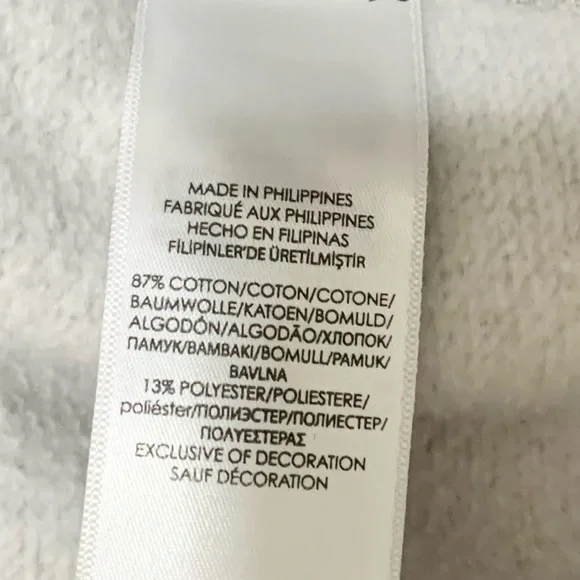 MADE IN PHILIPPINES
FABRIQUÉ AUX PHILIPPINES
HECHO EN FILIPINAS
FİLİPİNLER'DE ÜRETİLMİŞTİR
87% COTTON/COTON/COTONE/
BAUMWOLLE/KATOEN/BOMULD/
ALGODÓN/ALGODÃO/ХЛОПОК/
ПАМУК/BAMBAKI/BOMULL/PAMUK/
BAVLNA
13% POLYESTER/POLIESTERE/
poliéster/ПОЛИЭСТЕР/ПОЛИЕСТЕР/
ΠΟΛΥΕΣΤΕΡΑΣ
EXCLUSIVE OF DECORATION
SAUF DÉCORATION